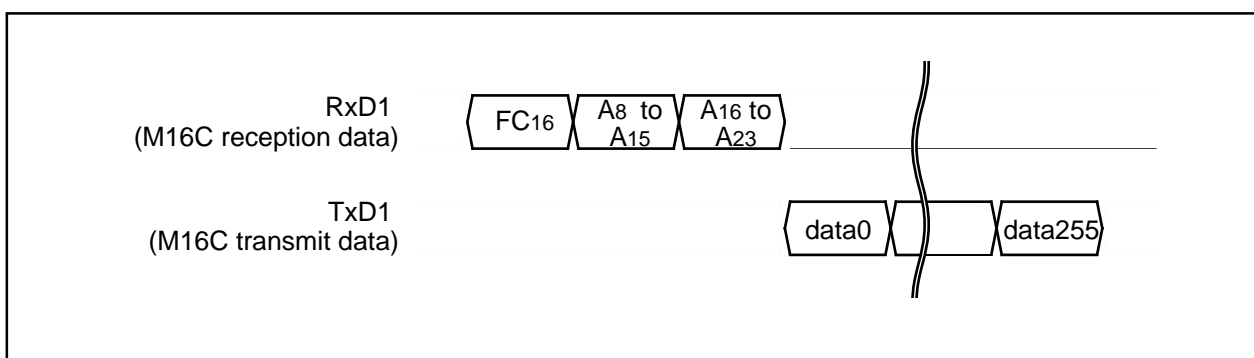 RxD1
(M16C reception data)
FC16
A8 to
A15
A16 to
A23
TxD1
(M16C transmit data)
data0
data255